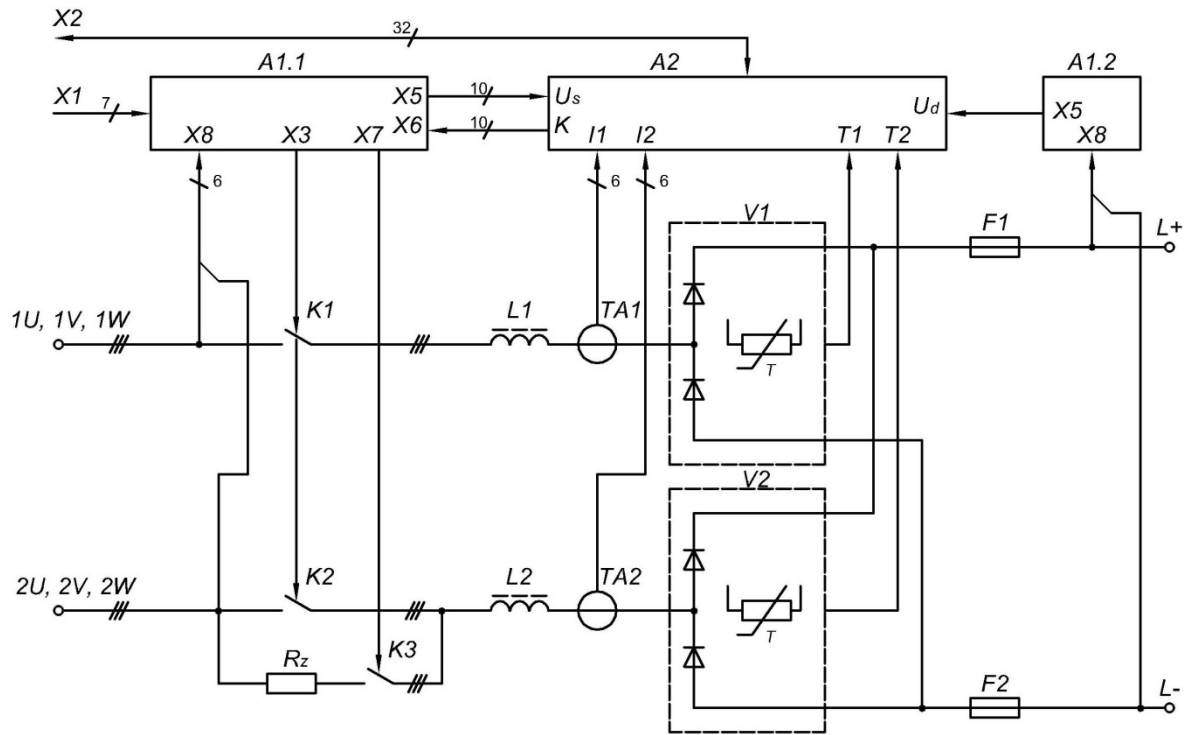 X2
32
A1.1
A2
A1.2
X1
7
X5
10
Us
Ud
X5
X6
10
K
X8
X3
X7
I1
I2
T1
T2
X8
6
6
6
V1
F1
L+
1U, 1V, 1W
K1
L1
TA1
T
V2
2U, 2V, 2W
K2
L2
TA2
T
Rz
K3
F2
L-